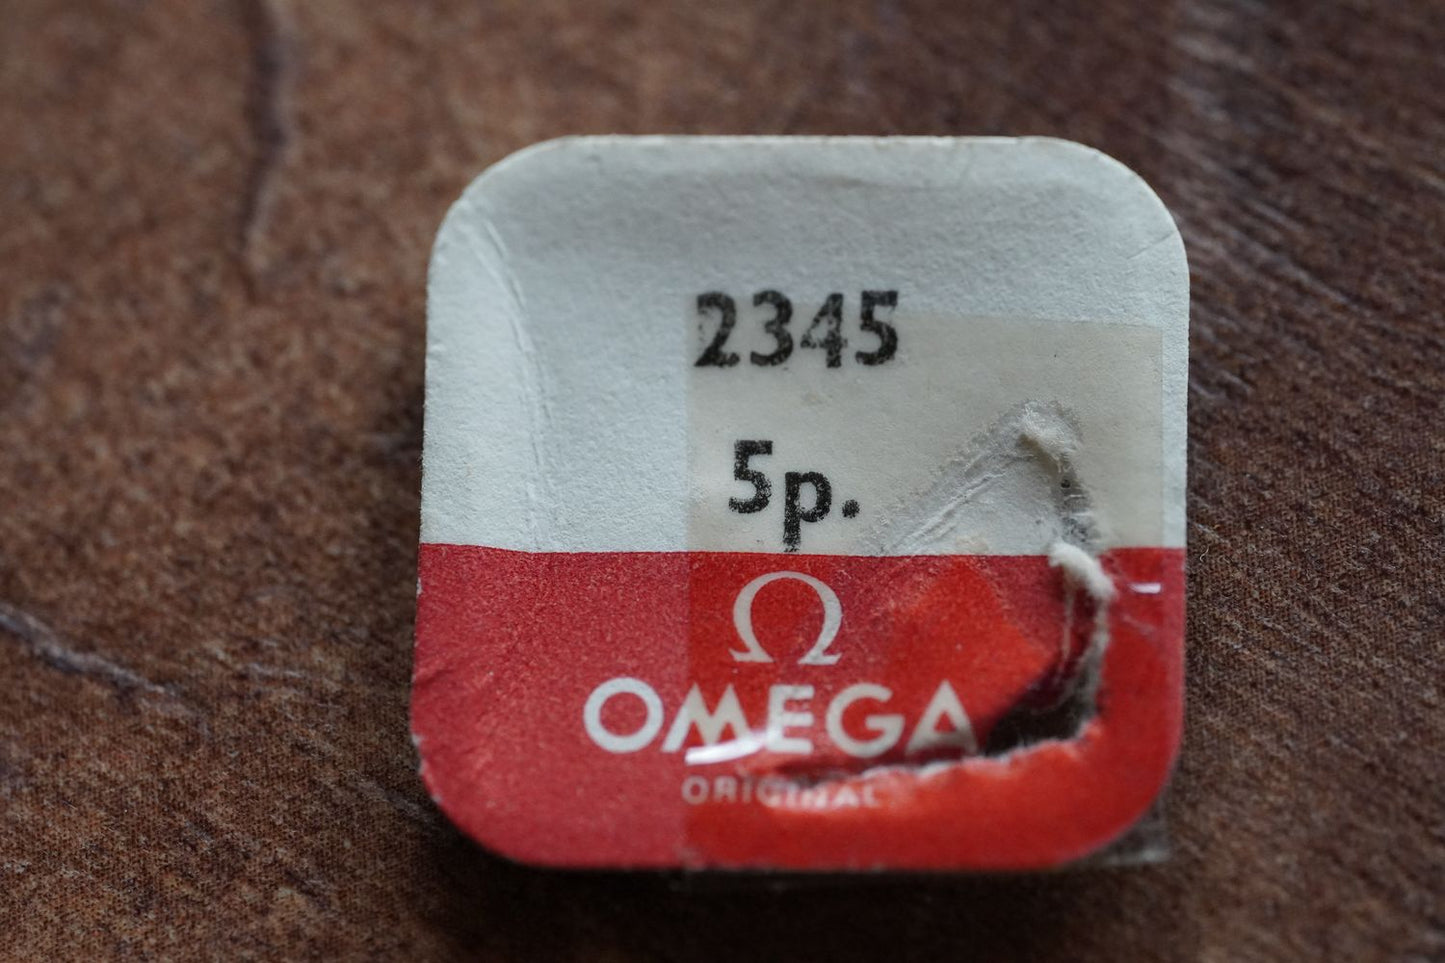 2345
5p.
Ω
OMEGA
ORIGINAL